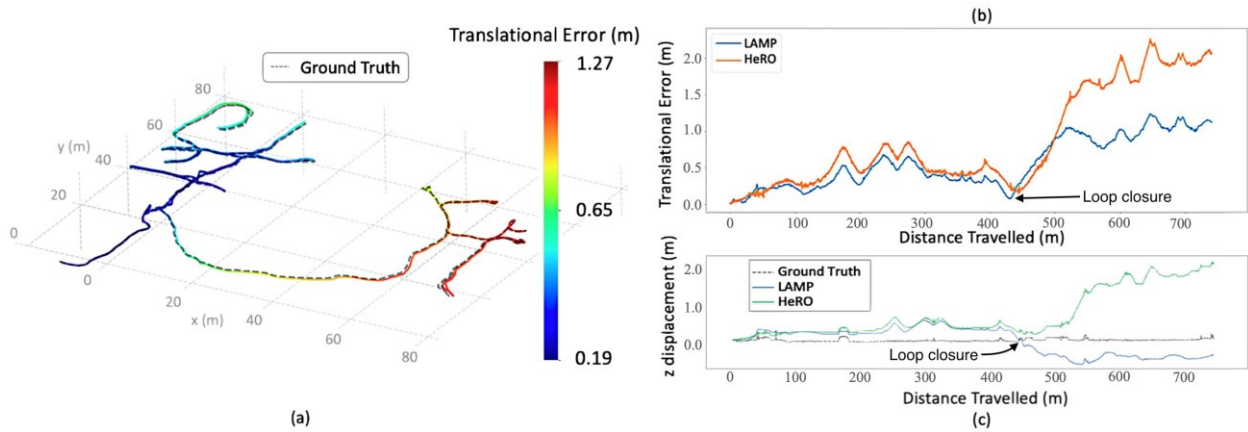 Translational Error (m)
Ground Truth
1.27
0.65
0.19
80
60
y (m)
40
20
0
0
20
x (m)
40
60
80
(a)
(b)
LAMP
HeRO
Translational Error (m)
2.0
1.5
1.0
0.5
0.0
Loop closure
0 100 200 300 400 500 600 700
Distance Travelled (m)
Ground Truth
LAMP
HeRO
z displacement (m)
2.0
1.0
0.0
Loop closure
0 100 200 300 400 500 600 700
Distance Travelled (m)
(c)